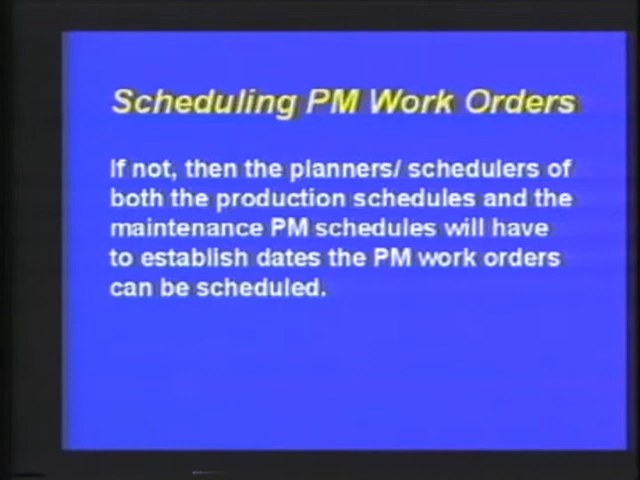 Scheduling PM Work Orders
If not, then the planners/ schedulers of
both the production schedules and the
maintenance PM schedules will have
to establish dates the PM work orders
can be scheduled.